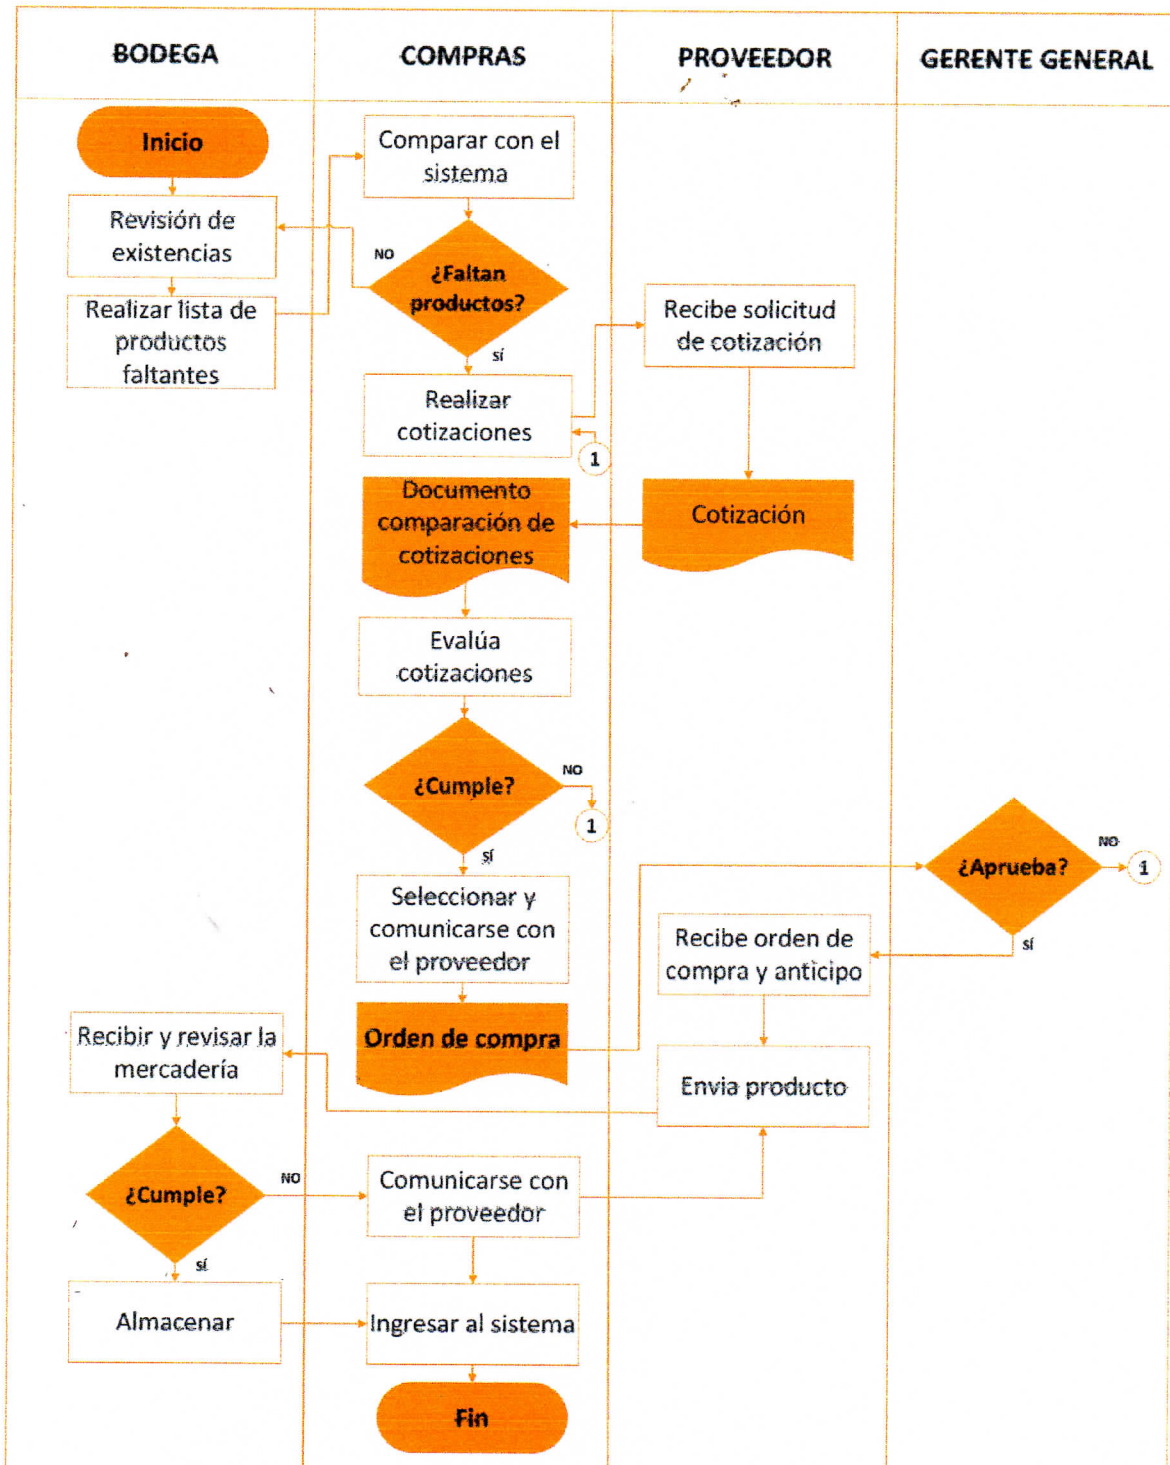 BODEGA
COMPRAS
PROVEEDOR
GERENTE GENERAL
Inicio
Comparar con el
sistema
Revisión de
existencias
NO
¿Faltan
productos?
Realizar lista de
productos
faltantes
Recibe solicitud
de cotización
sí
Realizar
cotizaciones
1
Documento
comparación de
cotizaciones
Cotización
Evalúa
cotizaciones
¿Cumple?
NO
1
sí
¿Aprueba?
NO
1
sí
Seleccionar y
comunicarse con
el proveedor
Recibe orden de
compra y anticipo
Orden de compra
Recibir y revisar la
mercadería
Envia producto
¿Cumple?
NO
Comunicarse con
el proveedor
sí
Almacenar
Ingresar al sistema
Fin